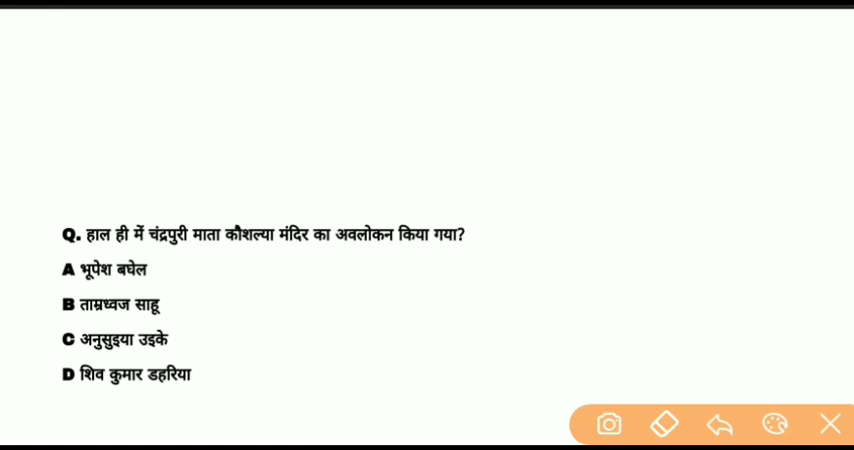 Q. हाल ही में चंद्रपुरी माता कौशल्या मंदिर का अवलोकन किया गया?
A भूपेश बघेल
B ताम्रध्वज साहू
C अनुसुइया उइके
D शिव कुमार डहरिया